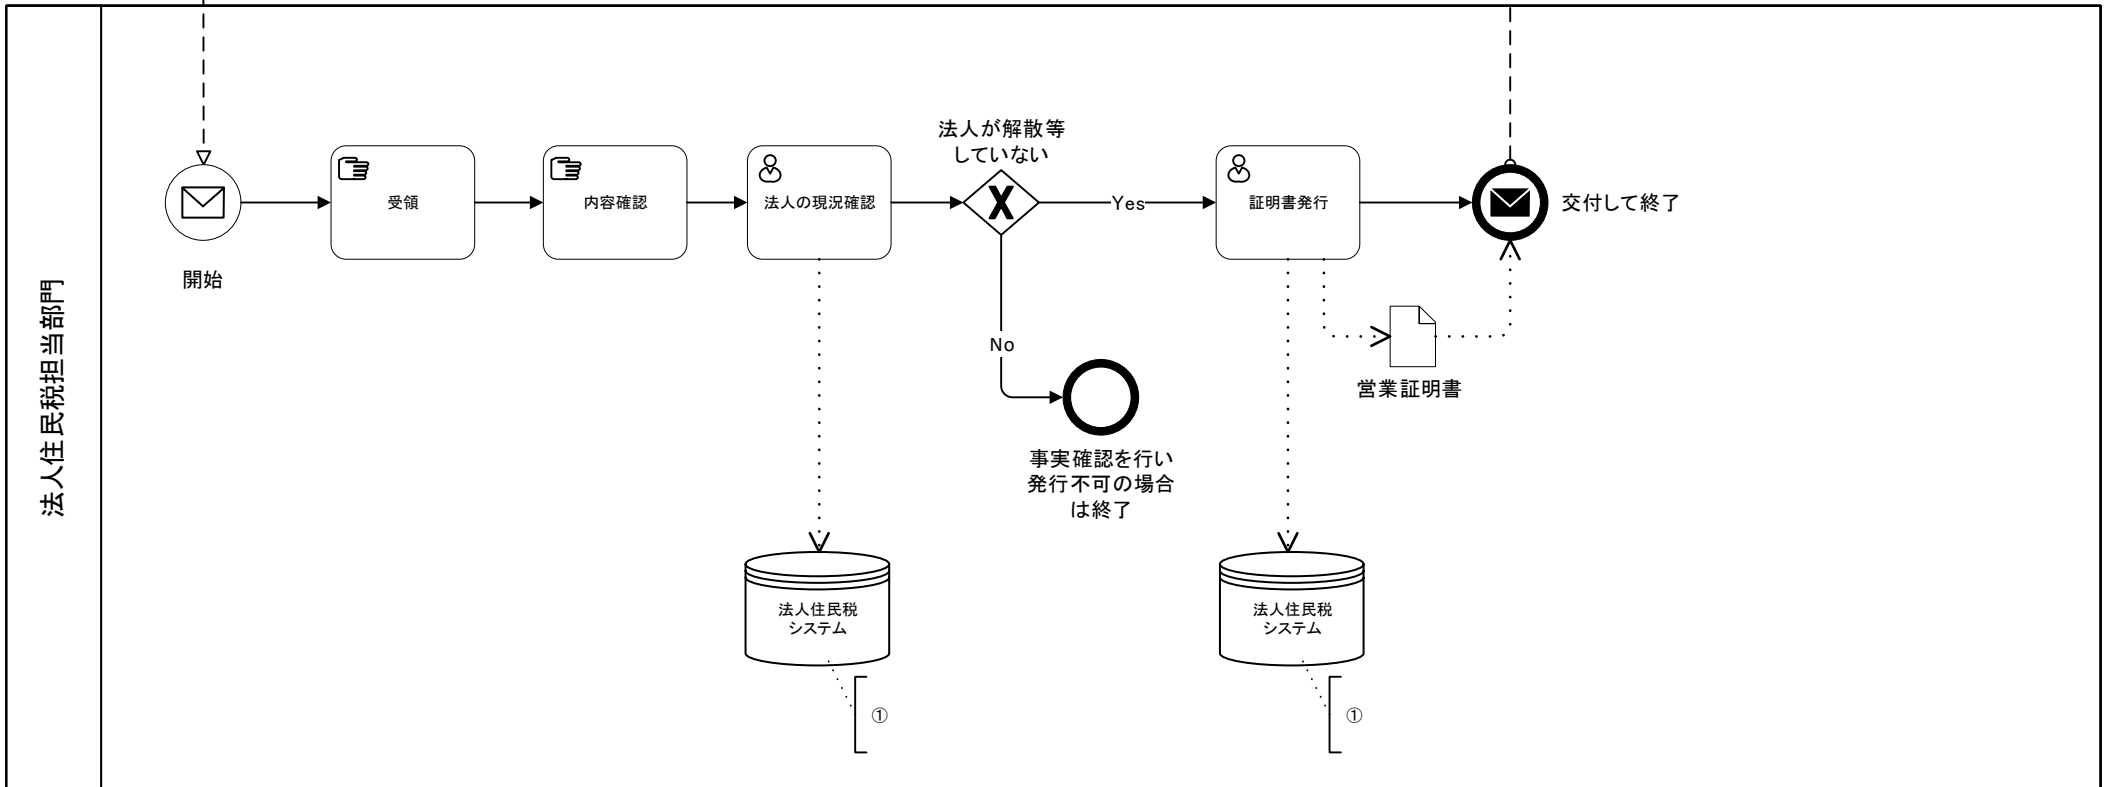 法人住民税担当部門
開始
受領
内容確認
法人の現況確認
法人が解散等
していない
Yes
No
事実確認を行い
発行不可の場合
は終了
証明書発行
交付して終了
営業証明書
法人住民税
システム
①
法人住民税
システム
①